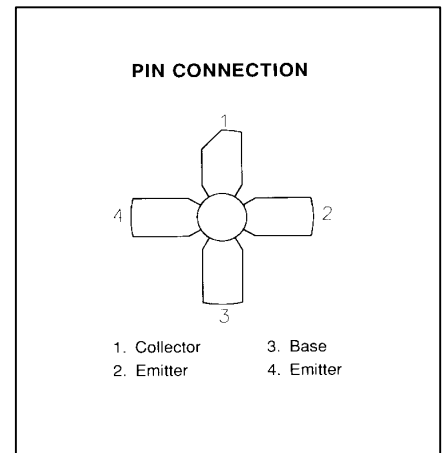 PIN CONNECTION
1
4
2
3
1. Collector 3. Base
2. Emitter 4. Emitter